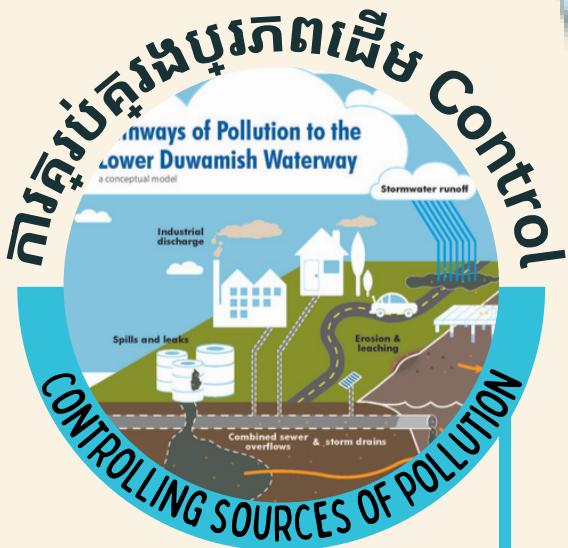 ការគ្រប់គ្រងប្រភពដើម Control
hways of Pollution to the
Lower Duwamish Waterway
a conceptual model
Stormwater runoff
Industrial
discharge
Spills and leaks
Erosion &
leaching
Combined sewer
overflows & storm drains
CONTROLLING SOURCES OF POLLUTION